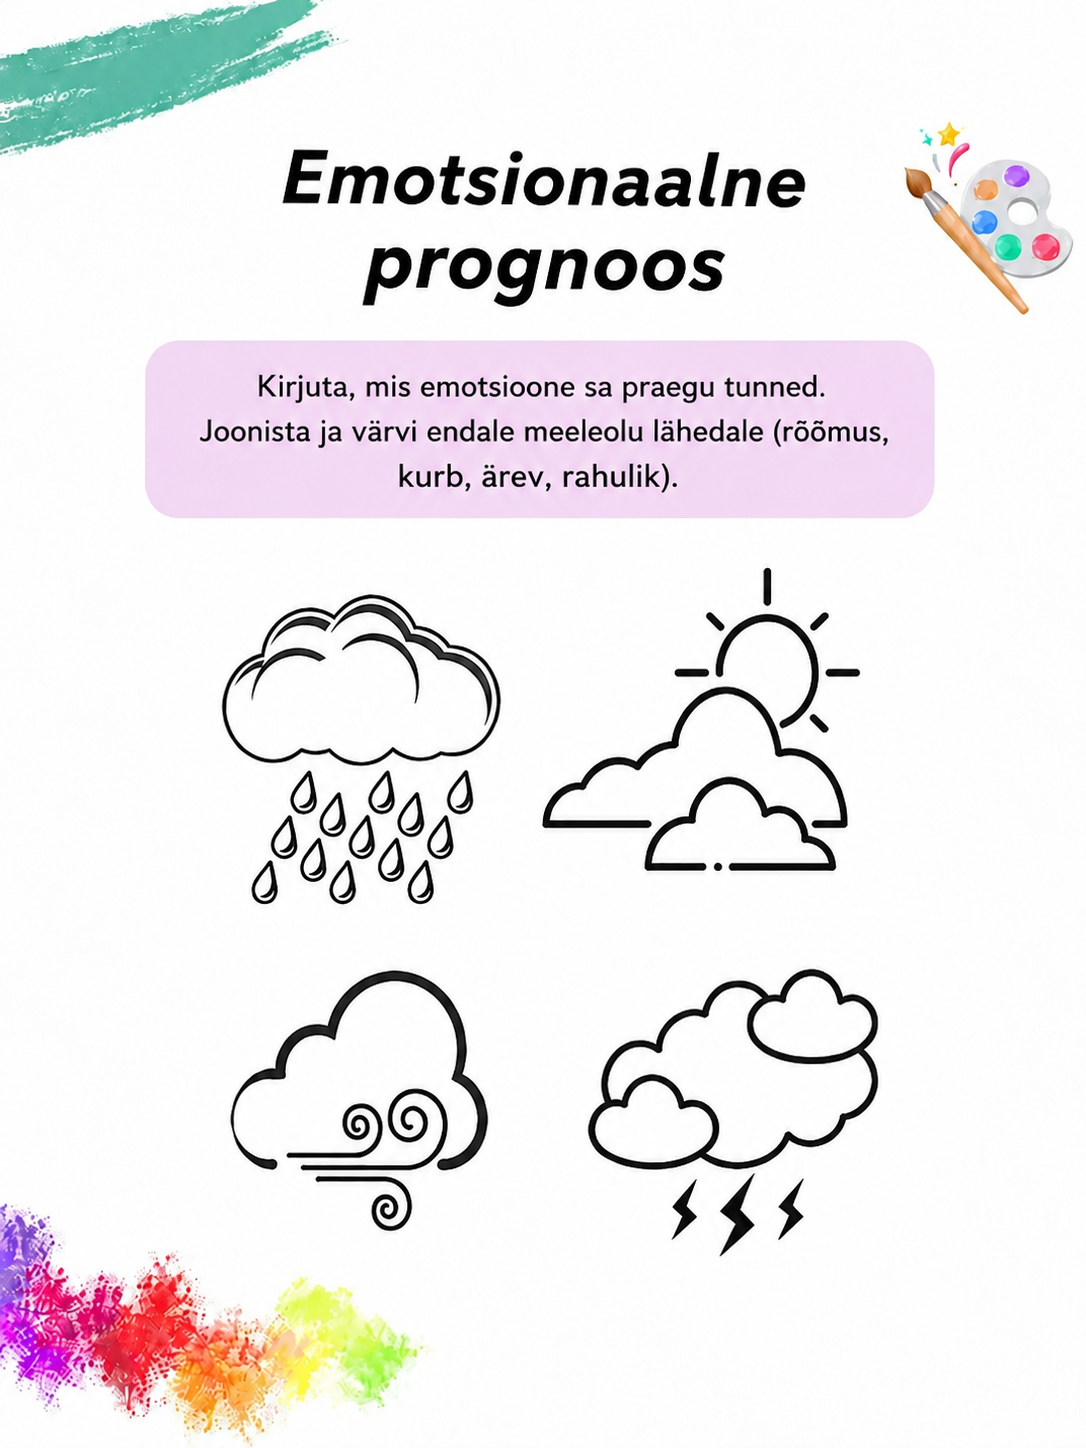 Emotsionaalne
prognoos
Kirjuta, mis emotsioone sa praegu tunned.
Joonista ja värvi endale meeleolu lähedale (rõõmus,
kurb, ärev, rahulik).